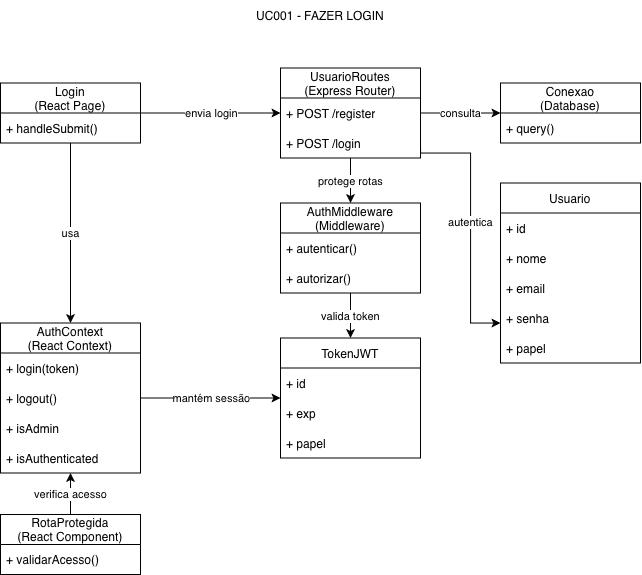 UC001 - FAZER LOGIN
Login
(React Page)
+ handleSubmit()
envia login
UsuarioRoutes
(Express Router)
+ POST /register
+ POST /login
consulta
Conexao
(Database)
+ query()
protege rotas
autentica
Usuario
+ id
+ nome
+ email
+ senha
+ papel
AuthMiddleware
(Middleware)
+ autenticar()
+ autorizar()
usa
valida token
AuthContext
(React Context)
+ login(token)
+ logout()
+ isAdmin
+ isAuthenticated
mantém sessão
TokenJWT
+ id
+ exp
+ papel
verifica acesso
RotaProtegida
(React Component)
+ validarAcesso()